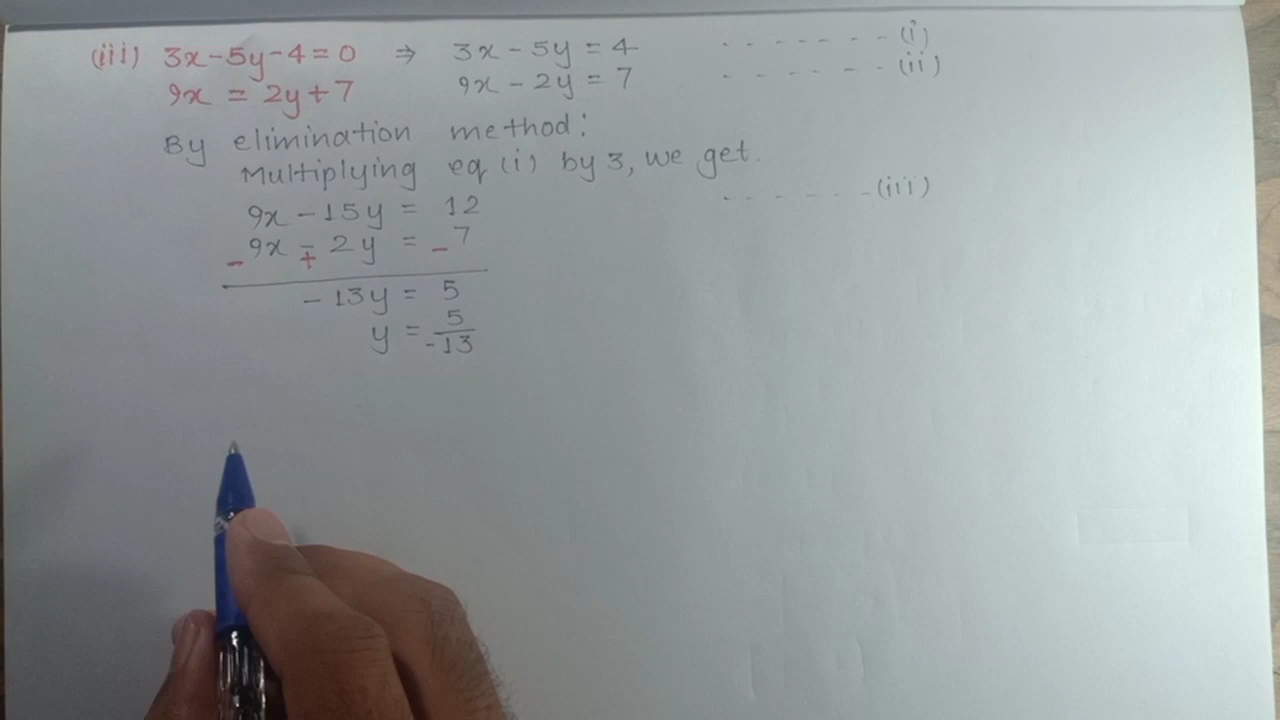 (iii) 3x-5y-4=0 ⇒ 3x-5y=4 .......(i)
9x = 2y+7 9x-2y=7 .......(ii)
By elimination method:
Multiplying eq (i) by 3, we get.
9x-15y = 12 .......(iii)
9x-2y = 7
- + -
-13y = 5
y = 5/-13